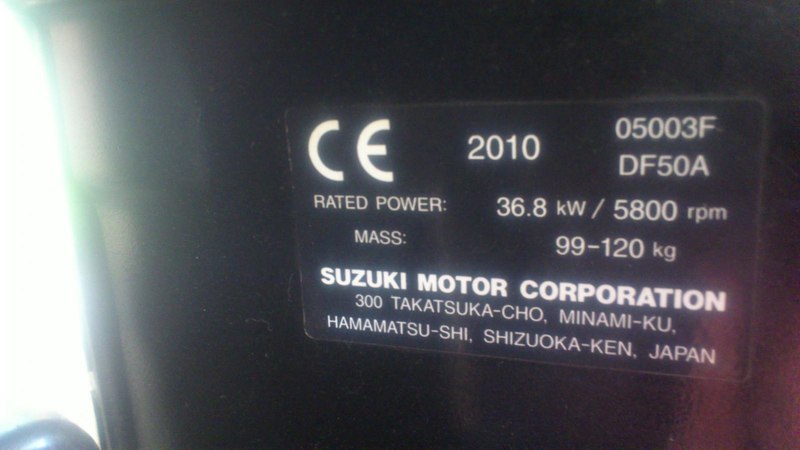 CE 2010 05003F
DF50A
RATED POWER: 36.8 kW / 5800 rpm
MASS: 99-120 kg
SUZUKI MOTOR CORPORATION
300 TAKATSUKA-CHO, MINAMI-KU,
HAMAMATSU-SHI, SHIZUOKA-KEN, JAPAN